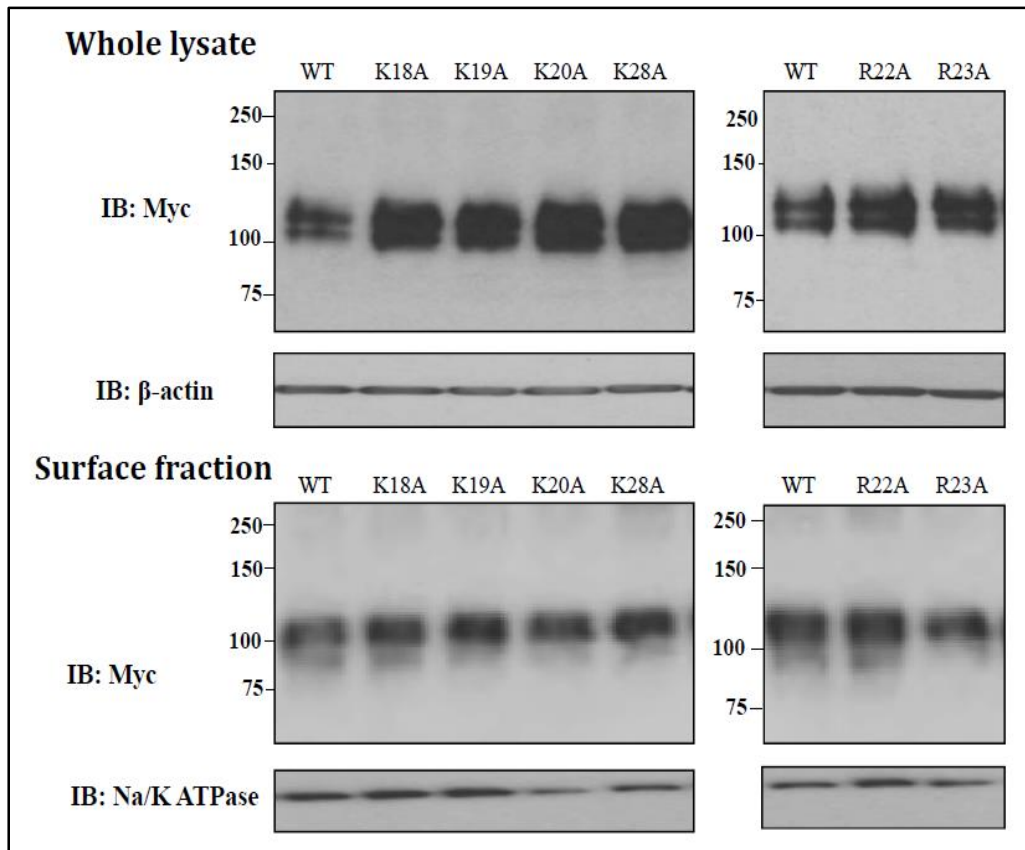 Whole lysate
WT K18A K19A K20A K28A WT R22A R23A
250 250
150 150
IB: Myc
100 100
75 75
IB: β-actin
Surface fraction
WT K18A K19A K20A K28A WT R22A R23A
250 250
150 150
100 100
IB: Myc
75 75
IB: Na/K ATPase